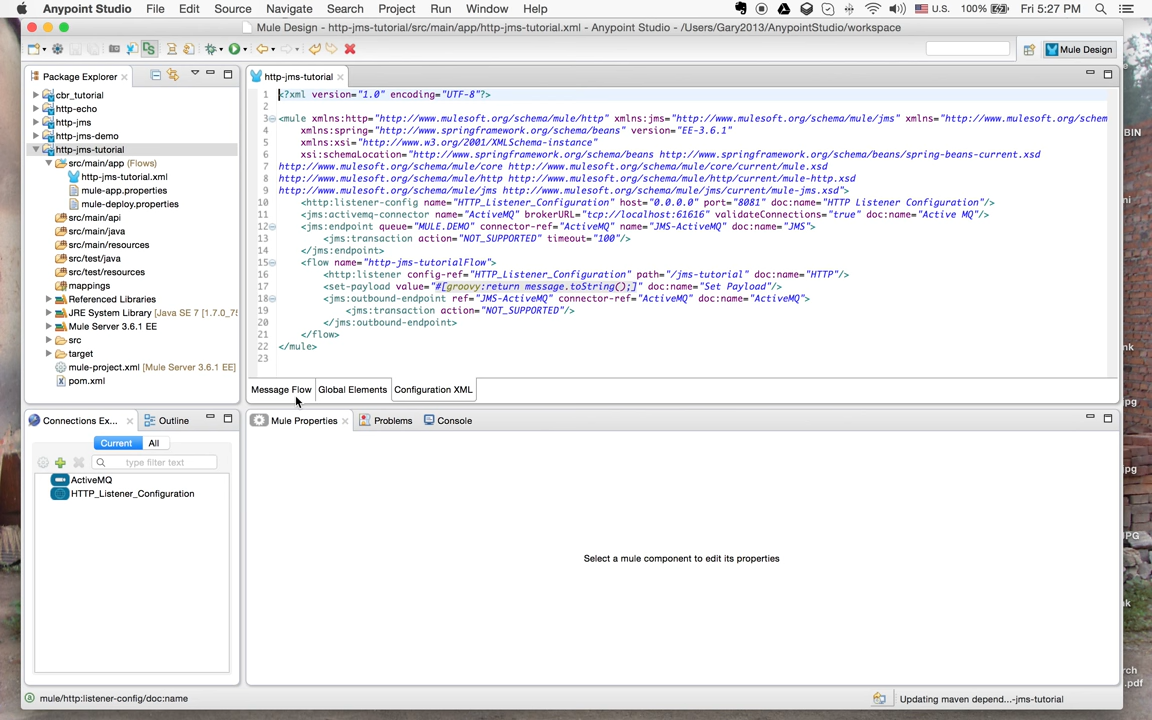 Anypoint Studio File Edit Source Navigate Search Project Run Window Help U.S. 100% Fri 5:27 PM
Mule Design - http-jms-tutorial/src/main/app/http-jms-tutorial.xml - Anypoint Studio - /Users/Gary2013/AnypointStudio/workspace
Mule Design
Package Explorer
cbr_tutorial
http-echo
http-jms
http-jms-demo
http-jms-tutorial
src/main/app (Flows)
http-jms-tutorial.xml
mule-app.properties
mule-deploy.properties
src/main/api
src/main/java
src/main/resources
src/test/java
src/test/resources
mappings
Referenced Libraries
JRE System Library [Java SE 7 [1.7.0_75
Mule Server 3.6.1 EE
src
target
mule-project.xml [Mule Server 3.6.1 EE]
pom.xml
http-jms-tutorial
1 <?xml version="1.0" encoding="UTF-8"?>
2
3 <mule xmlns:http="http://www.mulesoft.org/schema/mule/http" xmlns:jms="http://www.mulesoft.org/schema/mule/jms" xmlns="http://www.mulesoft.org/schem
4 xmlns:spring="http://www.springframework.org/schema/beans" version="EE-3.6.1"
5 xmlns:xsi="http://www.w3.org/2001/XMLSchema-instance"
6 xsi:schemaLocation="http://www.springframework.org/schema/beans http://www.springframework.org/schema/beans/spring-beans-current.xsd
7 http://www.mulesoft.org/schema/mule/core http://www.mulesoft.org/schema/mule/core/current/mule.xsd
8 http://www.mulesoft.org/schema/mule/http http://www.mulesoft.org/schema/mule/http/current/mule-http.xsd
9 http://www.mulesoft.org/schema/mule/jms http://www.mulesoft.org/schema/mule/jms/current/mule-jms.xsd">
10 <http:listener-config name="HTTP_Listener_Configuration" host="0.0.0.0" port="8081" doc:name="HTTP Listener Configuration"/>
11 <jms:activemq-connector name="ActiveMQ" brokerURL="tcp://localhost:61616" validateConnections="true" doc:name="Active MQ"/>
12 <jms:endpoint queue="MULE.DEMO" connector-ref="ActiveMQ" name="JMS-ActiveMQ" doc:name="JMS">
13 <jms:transaction action="NOT_SUPPORTED" timeout="100"/>
14 </jms:endpoint>
15 <flow name="http-jms-tutorialFlow">
16 <http:listener config-ref="HTTP_Listener_Configuration" path="/jms-tutorial" doc:name="HTTP"/>
17 <set-payload value="#[groovy:return message.toString();]" doc:name="Set Payload"/>
18 <jms:outbound-endpoint ref="JMS-ActiveMQ" connector-ref="ActiveMQ" doc:name="ActiveMQ">
19 <jms:transaction action="NOT_SUPPORTED"/>
20 </jms:outbound-endpoint>
21 </flow>
22 </mule>
23
Message Flow Global Elements Configuration XML
Connections Ex... Outline
Current All
type filter text
ActiveMQ
HTTP_Listener_Configuration
Mule Properties Problems Console
Select a mule component to edit its properties
mule/http:listener-config/doc:name
Updating maven depend...-jms-tutorial
BIN
ni
nk
jpg
jpg
JPG
nk
rch
.pdf